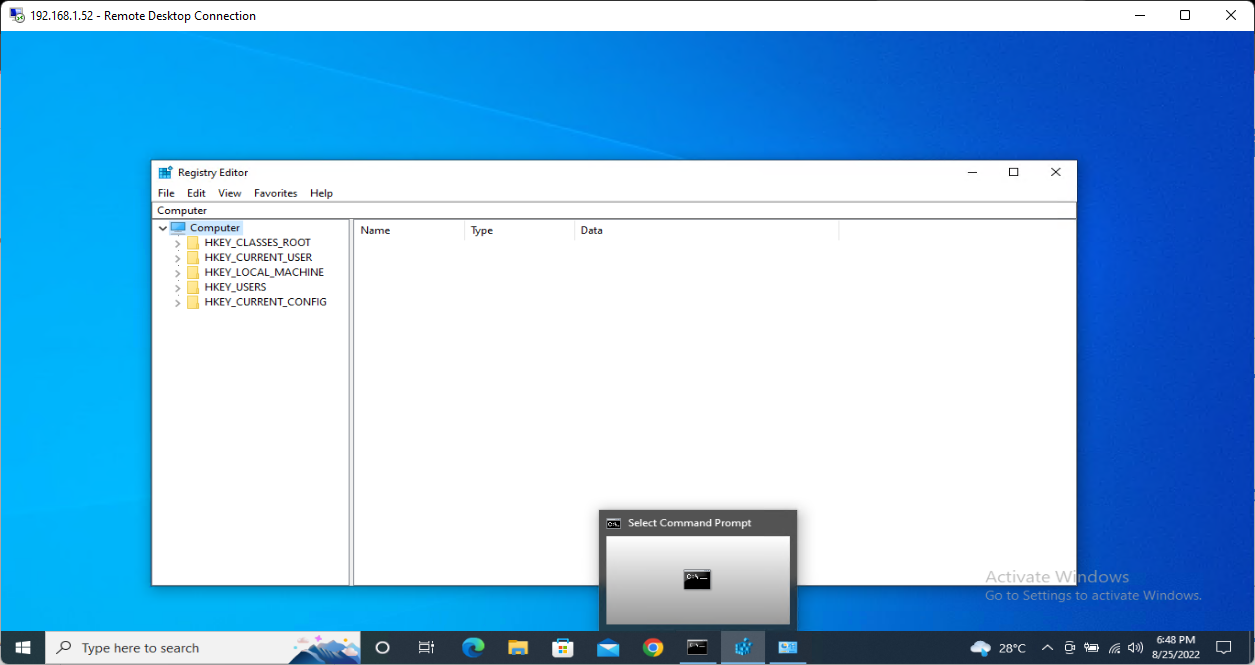 192.168.1.52 - Remote Desktop Connection
Registry Editor
File Edit View Favorites Help
Computer
Computer
HKEY_CLASSES_ROOT
HKEY_CURRENT_USER
HKEY_LOCAL_MACHINE
HKEY_USERS
HKEY_CURRENT_CONFIG
Name Type Data
Select Command Prompt
C:\
Activate Windows
Go to Settings to activate Windows.
Type here to search
28°C
6:48 PM
8/25/2022